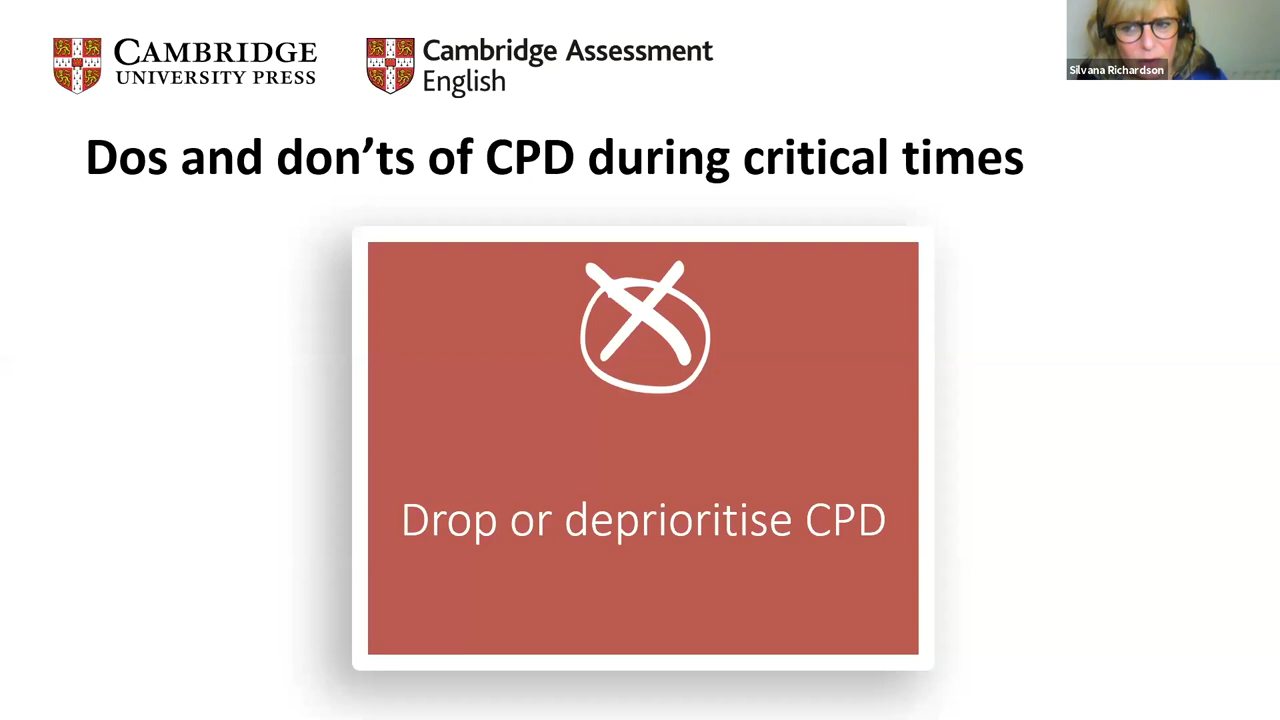 CAMBRIDGE
UNIVERSITY PRESS
Cambridge Assessment
English
Silvana Richardson
Dos and don’ts of CPD during critical times
Drop or deprioritise CPD